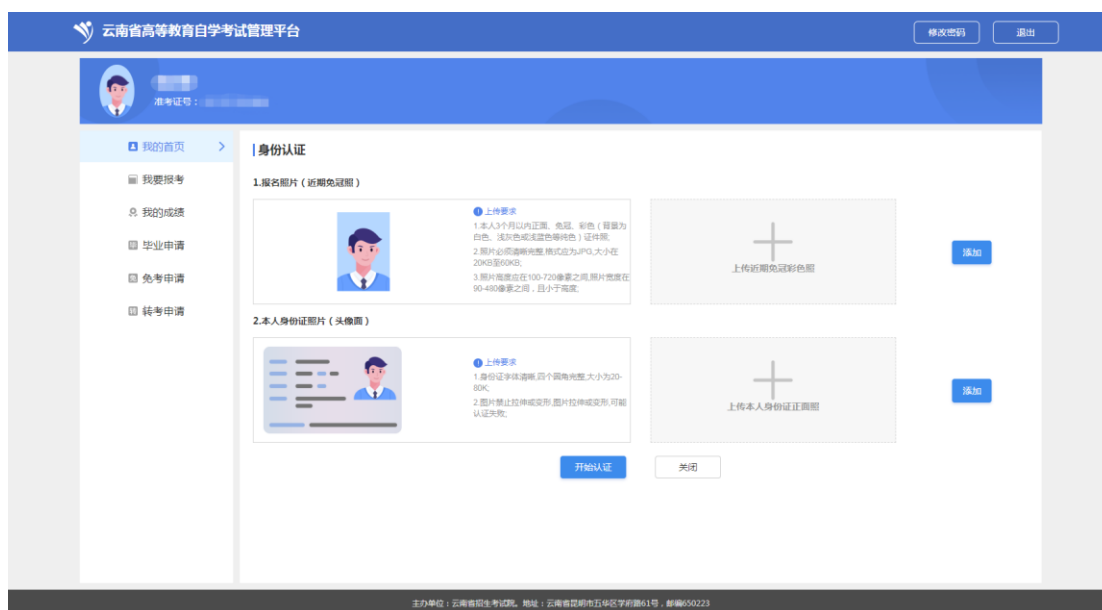 云南省高等教育自学考试管理平台
修改密码
退出
准考证号：
我的首页
我要报考
我的成绩
毕业申请
免考申请
转考申请
身份认证
1.报名照片（近期免冠照）
上传要求
1.本人3个月以内正面、免冠、彩色（背景为
白色、浅灰色或浅蓝色等纯色）证件照;
2.照片必须清晰完整,格式应为JPG,大小在
20KB至60KB;
3.照片高度应在100-720像素之间,照片宽度在
90-480像素之间，且小于高度;
上传近期免冠彩色照
添加
2.本人身份证照片（头像面）
上传要求
1.身份证字体清晰,四个圆角完整,大小为20-
80K;
2.图片禁止拉伸或变形,图片拉伸或变形,可能
认证失败;
上传本人身份证正面照
添加
开始认证
关闭
主办单位：云南省招生考试院。地址：云南省昆明市五华区学府路61号，邮编650223